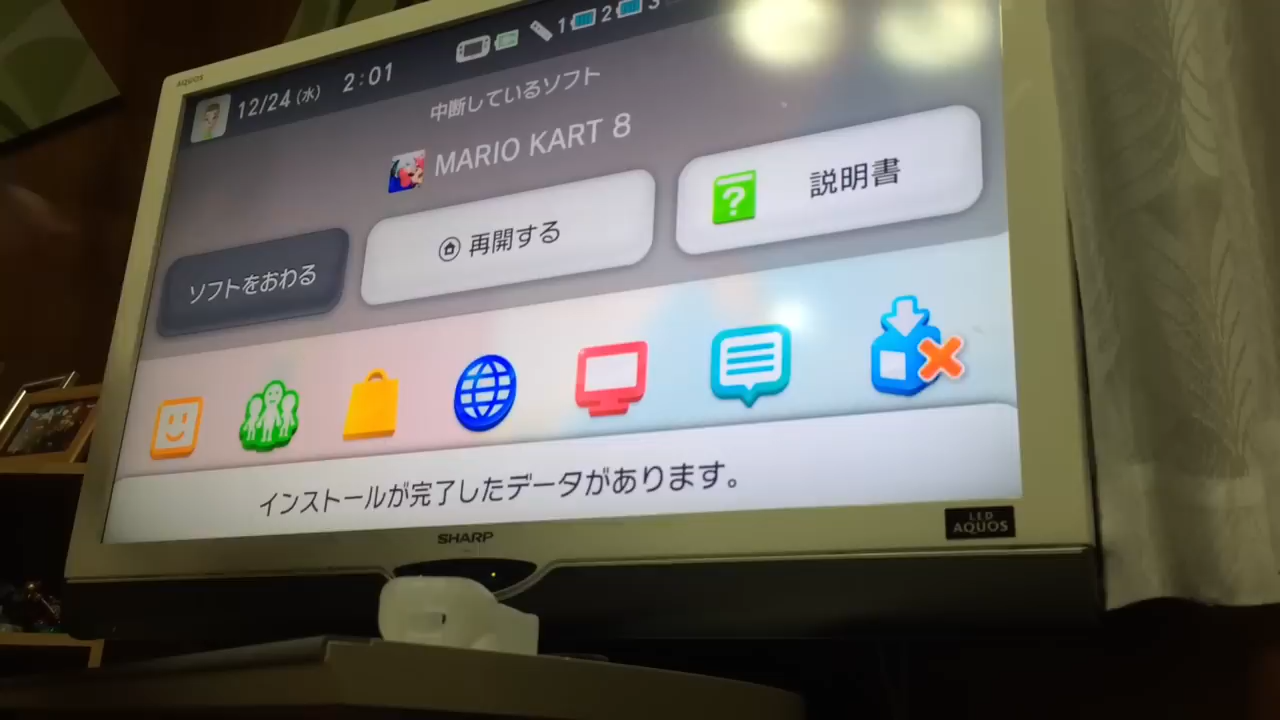 AQUOS
12/24(水) 2:01
1 2 3
中断しているソフト
MARIO KART 8
ソフトをおわる
再開する
? 説明書
インストールが完了したデータがあります。
SHARP
LED
AQUOS